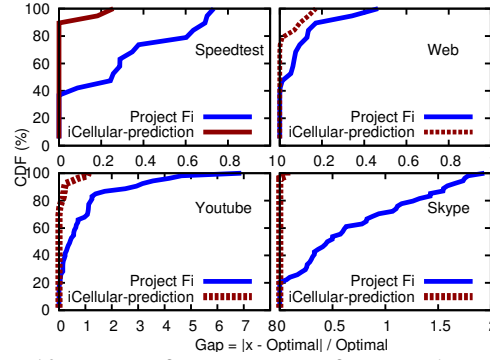 CDF (%)
100
80
60
40
20
0
Speedtest
Project Fi
iCellular-prediction
0 0.2 0.4 0.6 0.8 1
Web
Project Fi
iCellular-prediction
0 0.2 0.4 0.6 0.8
100
80
60
40
20
0
Youtube
Project Fi
iCellular-prediction
0 1 2 3 4 5 6 7 8
Skype
Project Fi
iCellular-prediction
0 0.5 1 1.5 2
Gap = |x - Optimal| / Optimal